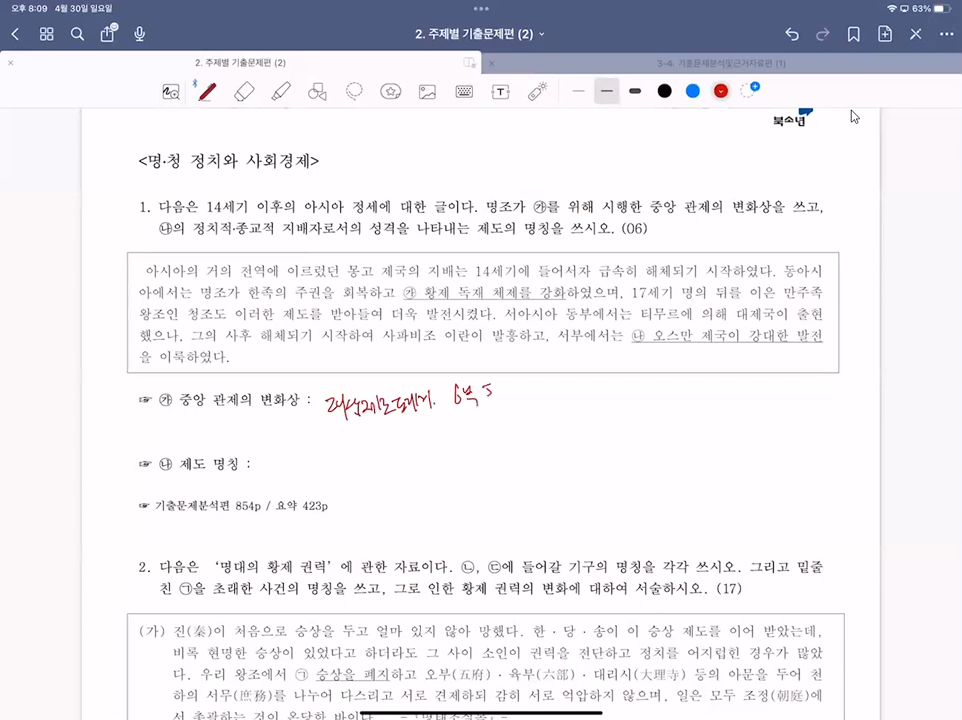 오후 8:09 4월 30일 일요일
63%
2. 주제별 기출문제편 (2)
2. 주제별 기출문제편 (2)
3-4. 기출문제분석및근거자료편 (1)
북소년
<명·청 정치와 사회경제>
1. 다음은 14세기 이후의 아시아 정세에 대한 글이다. 명조가 ㉮를 위해 시행한 중앙 관제의 변화상을 쓰고,
㉯의 정치적·종교적 지배자로서의 성격을 나타내는 제도의 명칭을 쓰시오. (06)
아시아의 거의 전역에 이르렀던 몽고 제국의 지배는 14세기에 들어서자 급속히 해체되기 시작하였다. 동아시
아에서는 명조가 한족의 주권을 회복하고 ㉮ 황제 독재 체제를 강화하였으며, 17세기 명의 뒤를 이은 만주족
왕조인 청조도 이러한 제도를 받아들여 더욱 발전시켰다. 서아시아 동부에서는 티무르에 의해 대제국이 출현
했으나, 그의 사후 해체되기 시작하여 사파비조 이란이 발흥하고, 서부에서는 ㉯ 오스만 제국이 강대한 발전
을 이룩하였다.
☞ ㉮ 중앙 관제의 변화상 : 재상제도폐지. 6부
☞ ㉯ 제도 명칭 :
☞ 기출문제분석편 854p / 요약 423p
2. 다음은 ‘명대의 황제 권력’에 관한 자료이다. ㉡, ㉢에 들어갈 기구의 명칭을 각각 쓰시오. 그리고 밑줄
친 ㉠을 초래한 사건의 명칭을 쓰고, 그로 인한 황제 권력의 변화에 대하여 서술하시오. (17)
(가) 진(秦)이 처음으로 승상을 두고 얼마 있지 않아 망했다. 한·당·송이 이 승상 제도를 이어 받았는데,
비록 현명한 승상이 있었다고 하더라도 그 사이 소인이 권력을 전단하고 정치를 어지럽힌 경우가 많았
다. 우리 왕조에서 ㉠ 승상을 폐지하고 오부(五府)·육부(六部)·대리시(大理寺) 등의 아문을 두어 천
하의 서무(庶務)를 나누어 다스리고 서로 견제하되 감히 서로 억압하지 않으며, 일은 모두 조정(朝庭)에
서 총괄하는 것이 온당한 바이다.